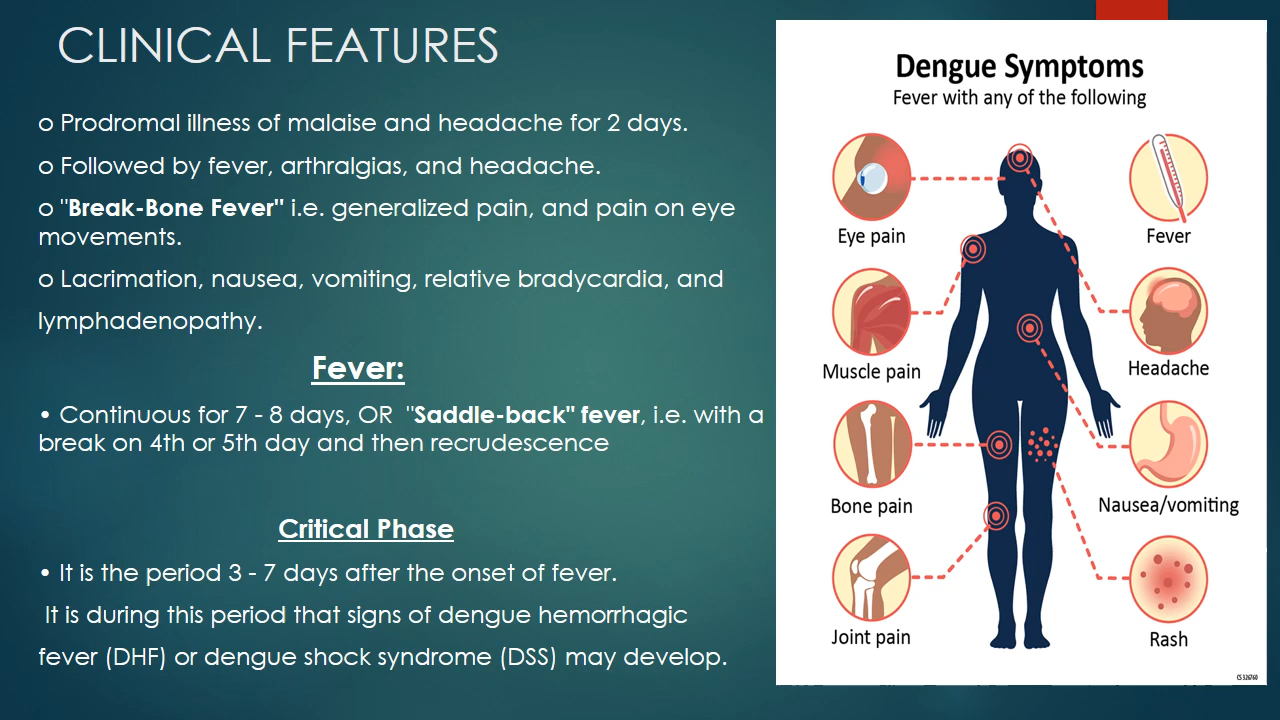 CLINICAL FEATURES
o Prodromal illness of malaise and headache for 2 days.
o Followed by fever, arthralgias, and headache.
o "Break-Bone Fever" i.e. generalized pain, and pain on eye
movements.
o Lacrimation, nausea, vomiting, relative bradycardia, and
lymphadenopathy.
Fever:
• Continuous for 7 - 8 days, OR "Saddle-back" fever, i.e. with a
break on 4th or 5th day and then recrudescence
Critical Phase
• It is the period 3 - 7 days after the onset of fever.
It is during this period that signs of dengue hemorrhagic
fever (DHF) or dengue shock syndrome (DSS) may develop.
Dengue Symptoms
Fever with any of the following
Eye pain
Fever
Muscle pain
Headache
Bone pain
Nausea/vomiting
Joint pain
Rash
CS 326760